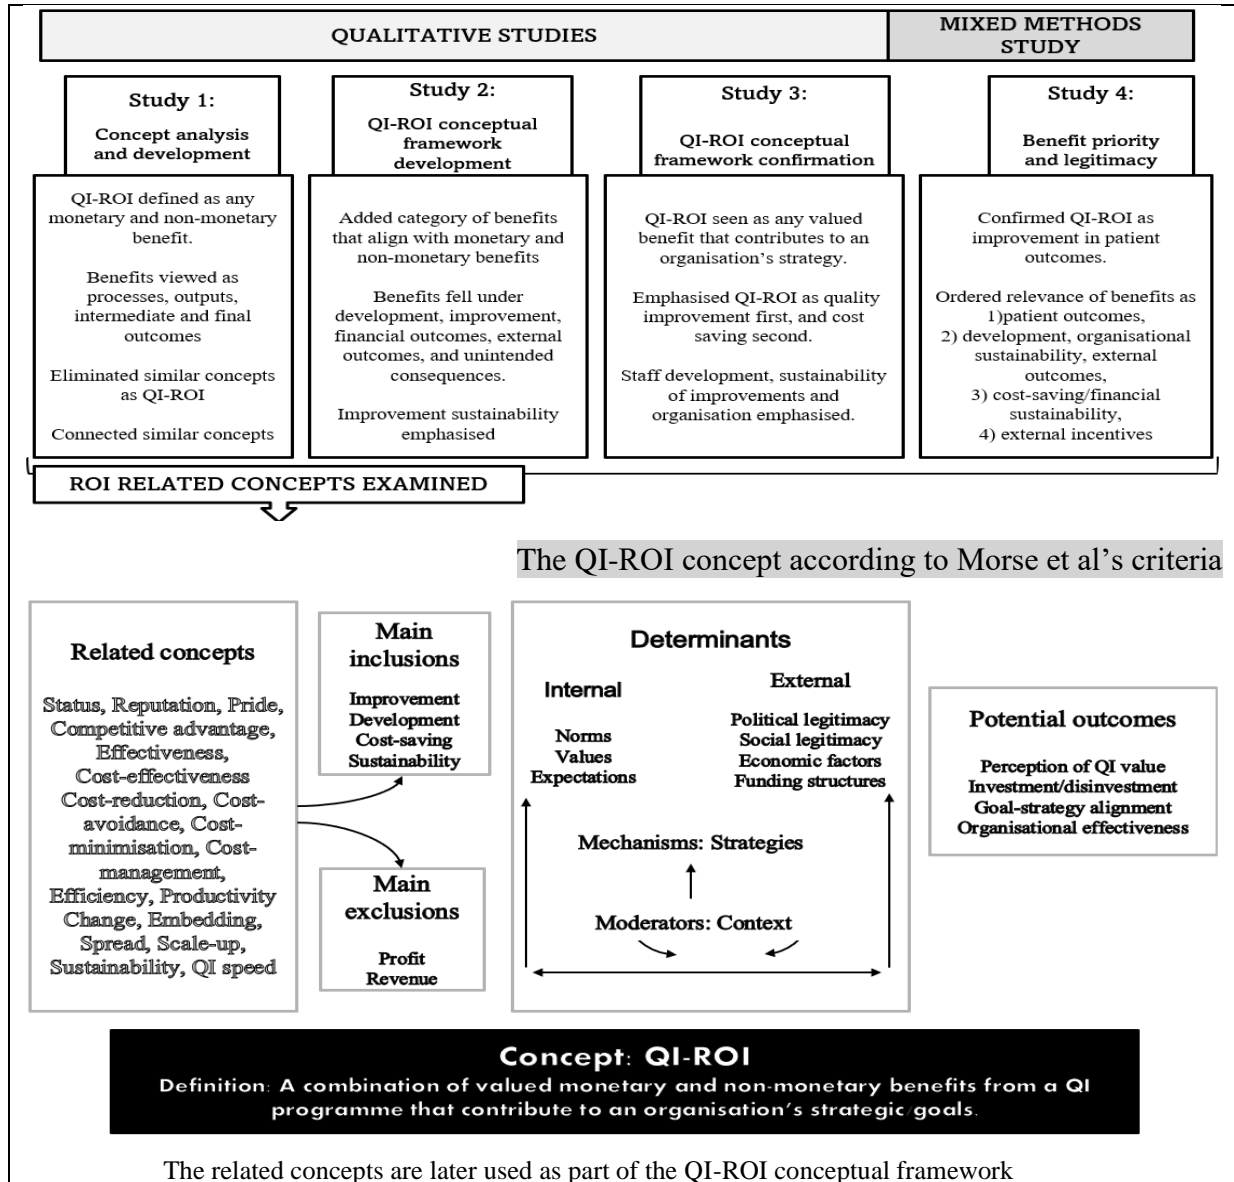 QUALITATIVE STUDIES
MIXED METHODS
STUDY
Study 1:
Concept analysis
and development
QI-ROI defined as any
monetary and non-monetary
benefit.
Benefits viewed as
processes, outputs,
intermediate and final
outcomes
Eliminated similar concepts
as QI-ROI
Connected similar concepts
Study 2:
QI-ROI conceptual
framework
development
Added category of benefits
that align with monetary and
non-monetary benefits
Benefits fell under
development, improvement,
financial outcomes, external
outcomes, and unintended
consequences.
Improvement sustainability
emphasised
Study 3:
QI-ROI conceptual
framework confirmation
QI-ROI seen as any valued
benefit that contributes to an
organisation’s strategy.
Emphasised QI-ROI as quality
improvement first, and cost
saving second.
Staff development, sustainability
of improvements and
organisation emphasised.
Study 4:
Benefit priority
and legitimacy
Confirmed QI-ROI as
improvement in patient
outcomes.
Ordered relevance of benefits as
1)patient outcomes,
2) development, organisational
sustainability, external
outcomes,
3) cost-saving/financial
sustainability,
4) external incentives
ROI RELATED CONCEPTS EXAMINED
The QI-ROI concept according to Morse et al’s criteria
Related concepts
Status, Reputation, Pride,
Competitive advantage,
Effectiveness,
Cost-effectiveness
Cost-reduction, Cost-
avoidance, Cost-
minimisation, Cost-
management,
Efficiency, Productivity
Change, Embedding,
Spread, Scale-up,
Sustainability, QI speed
Main
inclusions
Improvement
Development
Cost-saving
Sustainability
Main
exclusions
Profit
Revenue
Determinants
Internal
Norms
Values
Expectations
External
Political legitimacy
Social legitimacy
Economic factors
Funding structures
Mechanisms: Strategies
Moderators: Context
Potential outcomes
Perception of QI value
Investment/disinvestment
Goal-strategy alignment
Organisational effectiveness
Concept: QI-ROI
Definition: A combination of valued monetary and non-monetary benefits from a QI
programme that contribute to an organisation’s strategic/goals.
The related concepts are later used as part of the QI-ROI conceptual framework